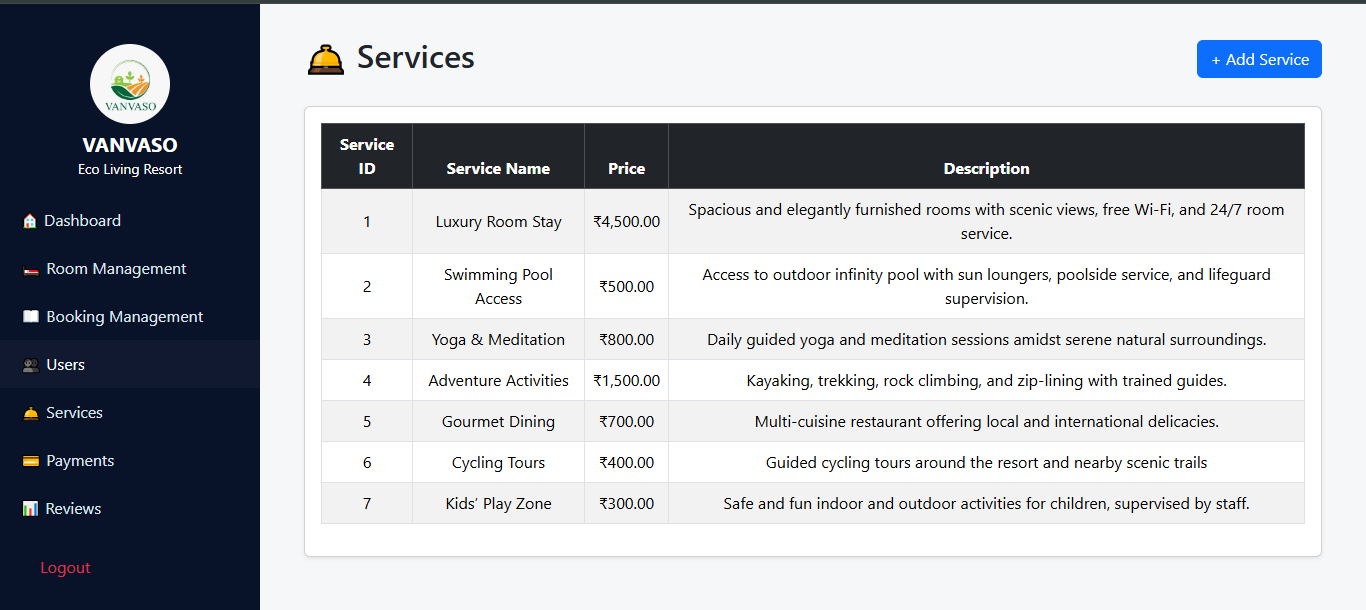 VANVASO
VANVASO
Eco Living Resort
Dashboard
Room Management
Booking Management
Users
Services
Payments
Reviews
Logout
Services
+ Add Service
Service ID Service Name Price Description
1 Luxury Room Stay ₹4,500.00 Spacious and elegantly furnished rooms with scenic views, free Wi-Fi, and 24/7 room service.
2 Swimming Pool Access ₹500.00 Access to outdoor infinity pool with sun loungers, poolside service, and lifeguard supervision.
3 Yoga & Meditation ₹800.00 Daily guided yoga and meditation sessions amidst serene natural surroundings.
4 Adventure Activities ₹1,500.00 Kayaking, trekking, rock climbing, and zip-lining with trained guides.
5 Gourmet Dining ₹700.00 Multi-cuisine restaurant offering local and international delicacies.
6 Cycling Tours ₹400.00 Guided cycling tours around the resort and nearby scenic trails
7 Kids’ Play Zone ₹300.00 Safe and fun indoor and outdoor activities for children, supervised by staff.